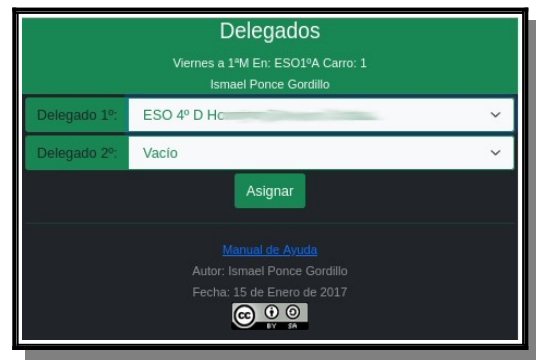 Delegados
Viernes a 1ªM En: ESO1ºA Carro: 1
Ismael Ponce Gordillo
Delegado 1º: ESO 4º D
Delegado 2º: Vacío
Asignar
Manual de Ayuda
Autor: Ismael Ponce Gordillo
Fecha: 15 de Enero de 2017
cc BY SA